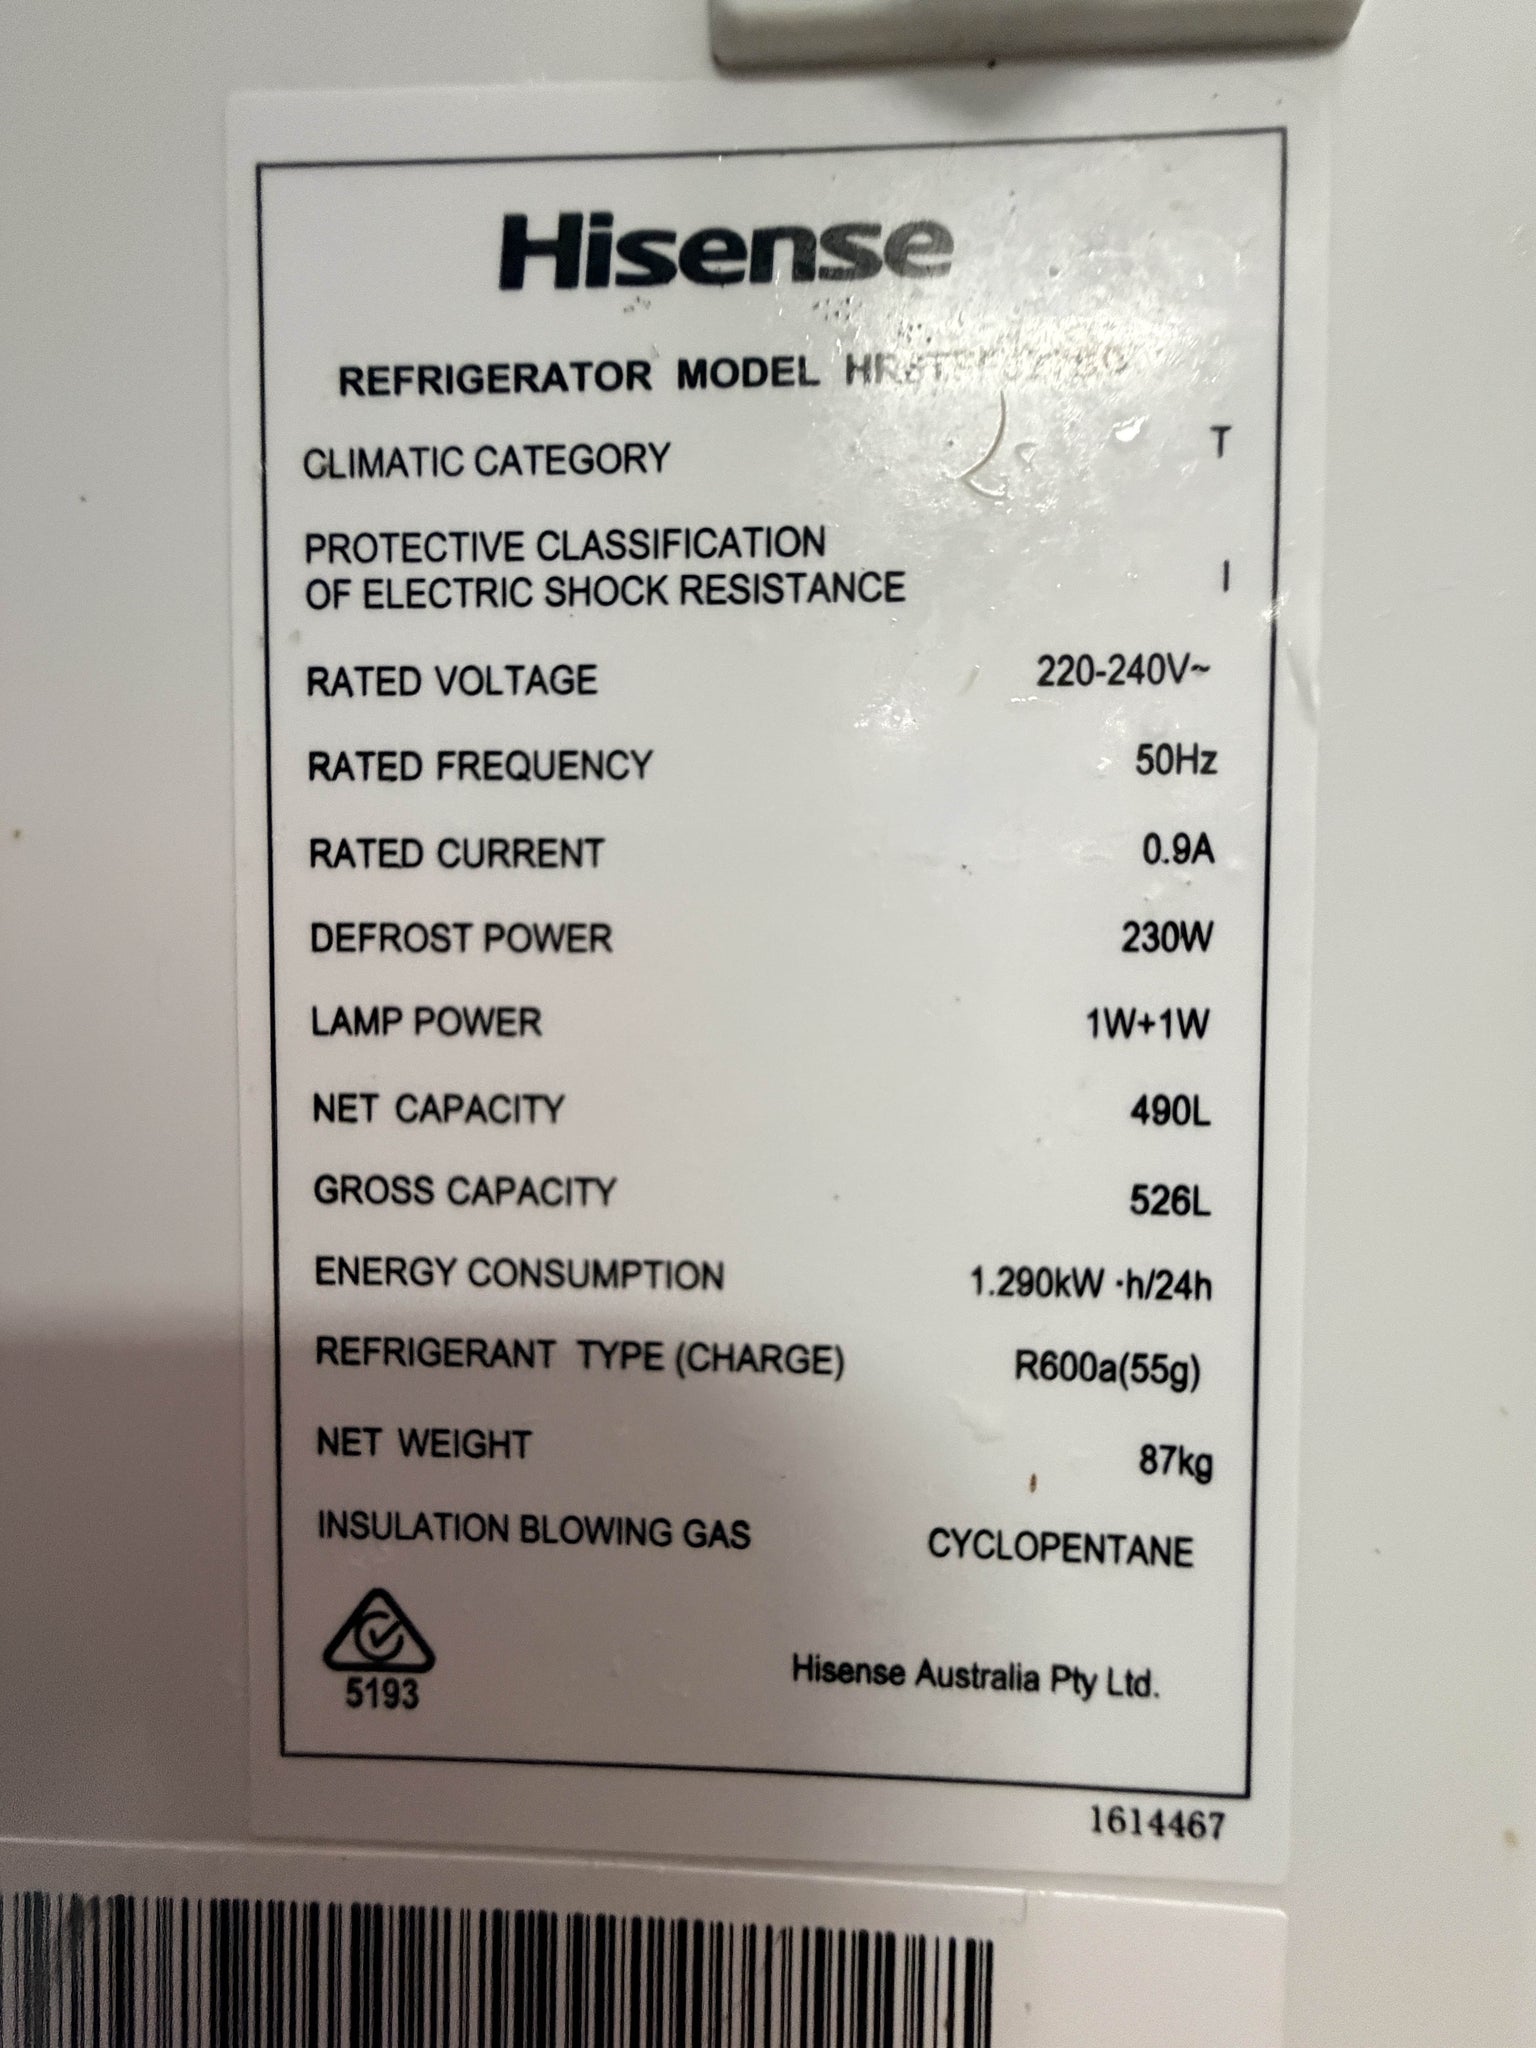 Hisense
REFRIGERATOR MODEL
CLIMATIC CATEGORY T
PROTECTIVE CLASSIFICATION
OF ELECTRIC SHOCK RESISTANCE I
RATED VOLTAGE 220-240V~
RATED FREQUENCY 50Hz
RATED CURRENT 0.9A
DEFROST POWER 230W
LAMP POWER 1W+1W
NET CAPACITY 490L
GROSS CAPACITY 526L
ENERGY CONSUMPTION 1.290kW ·h/24h
REFRIGERANT TYPE (CHARGE) R600a(55g)
NET WEIGHT 87kg
INSULATION BLOWING GAS CYCLOPENTANE
5193
Hisense Australia Pty Ltd.
1614467